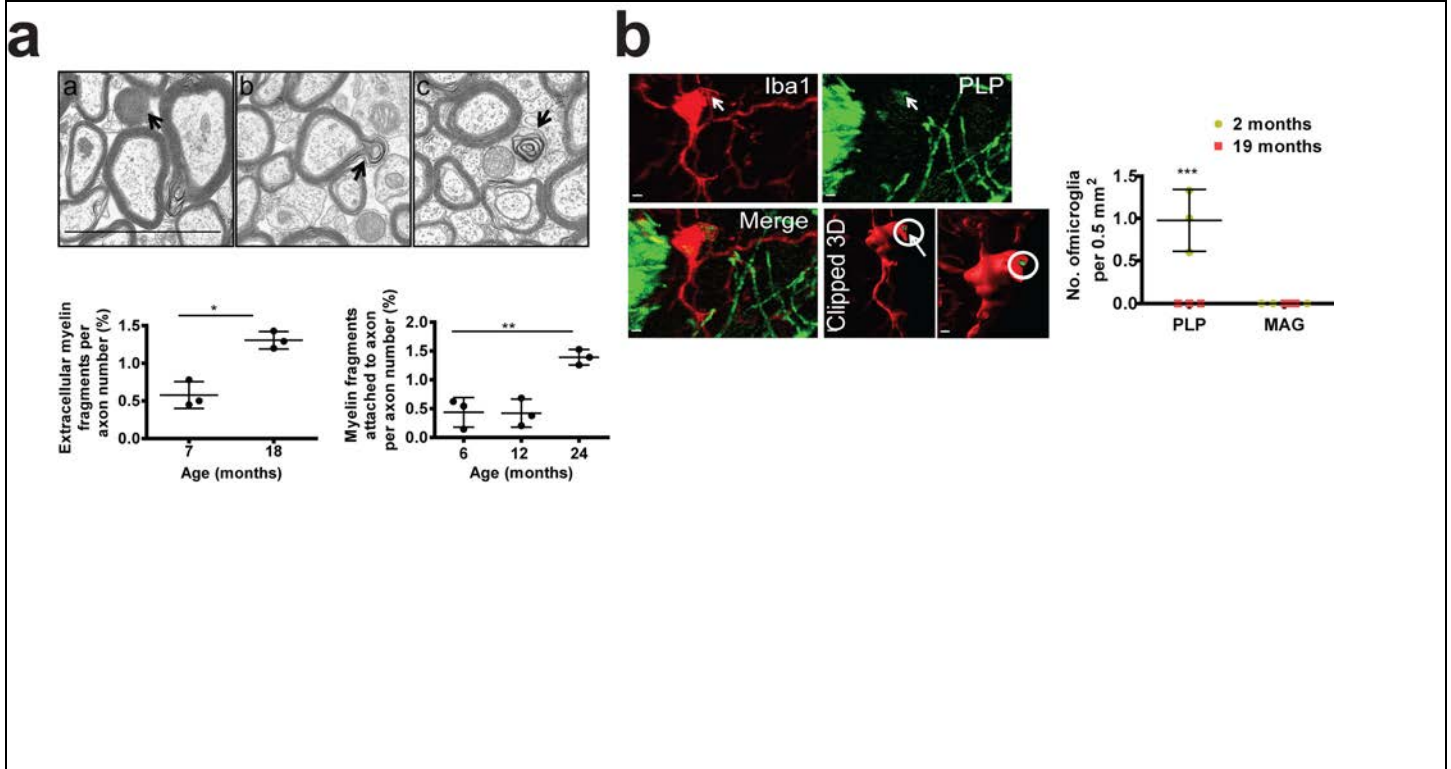 a
a
b
c
Extracellular myelin
fragments per
axon number (%)
1.5
1.0
0.5
0.0
*
7
18
Age (months)
Myelin fragments
attached to axon
per axon number (%)
2.0
1.5
1.0
0.5
0.0
**
6
12
24
Age (months)
b
Iba1
PLP
Merge
Clipped 3D
2 months
19 months
No. ofmicroglia
per 0.5 mm²
1.5
1.0
0.5
0.0
***
PLP
MAG